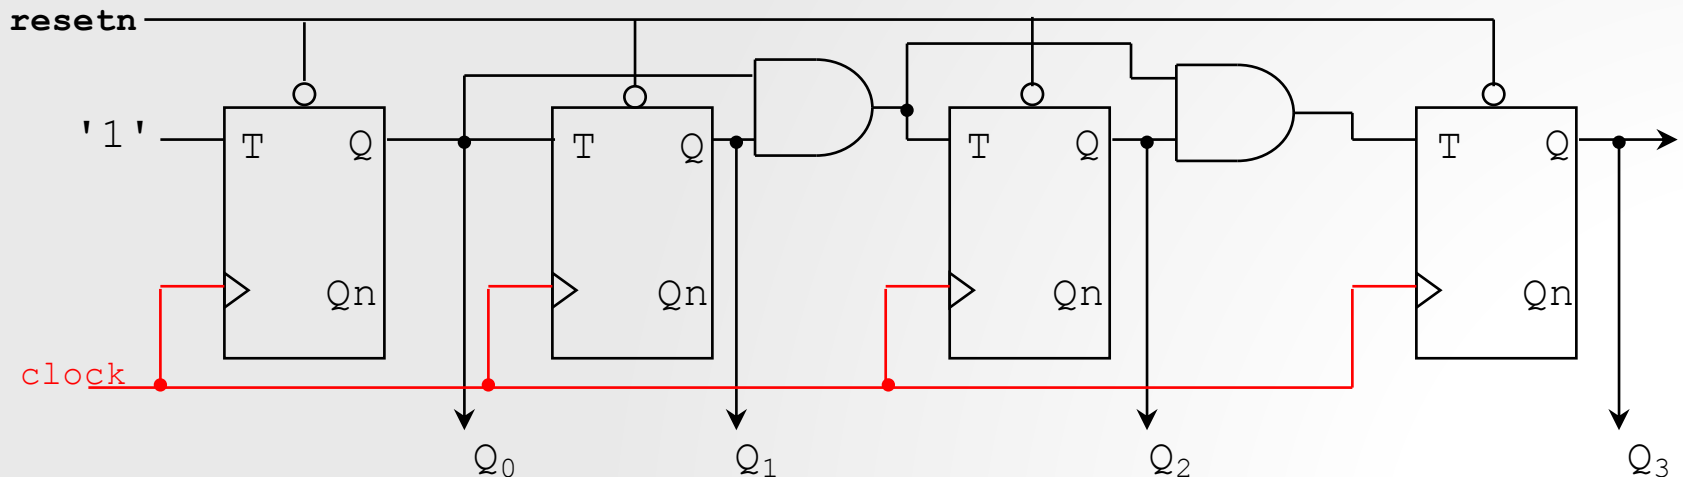 resetn
'1' T Q T Q T Q T Q
Qn Qn Qn Qn
clock
Q₀ Q₁ Q₂ Q₃